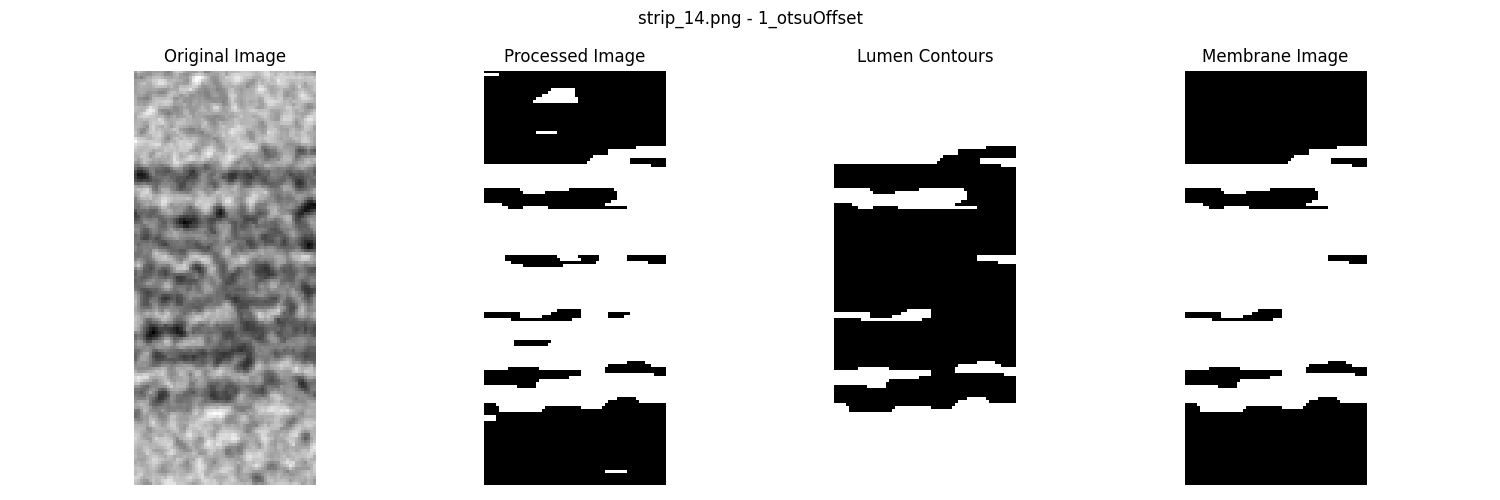 strip_14.png - 1_otsuOffset
Original Image
Processed Image
Lumen Contours
Membrane Image